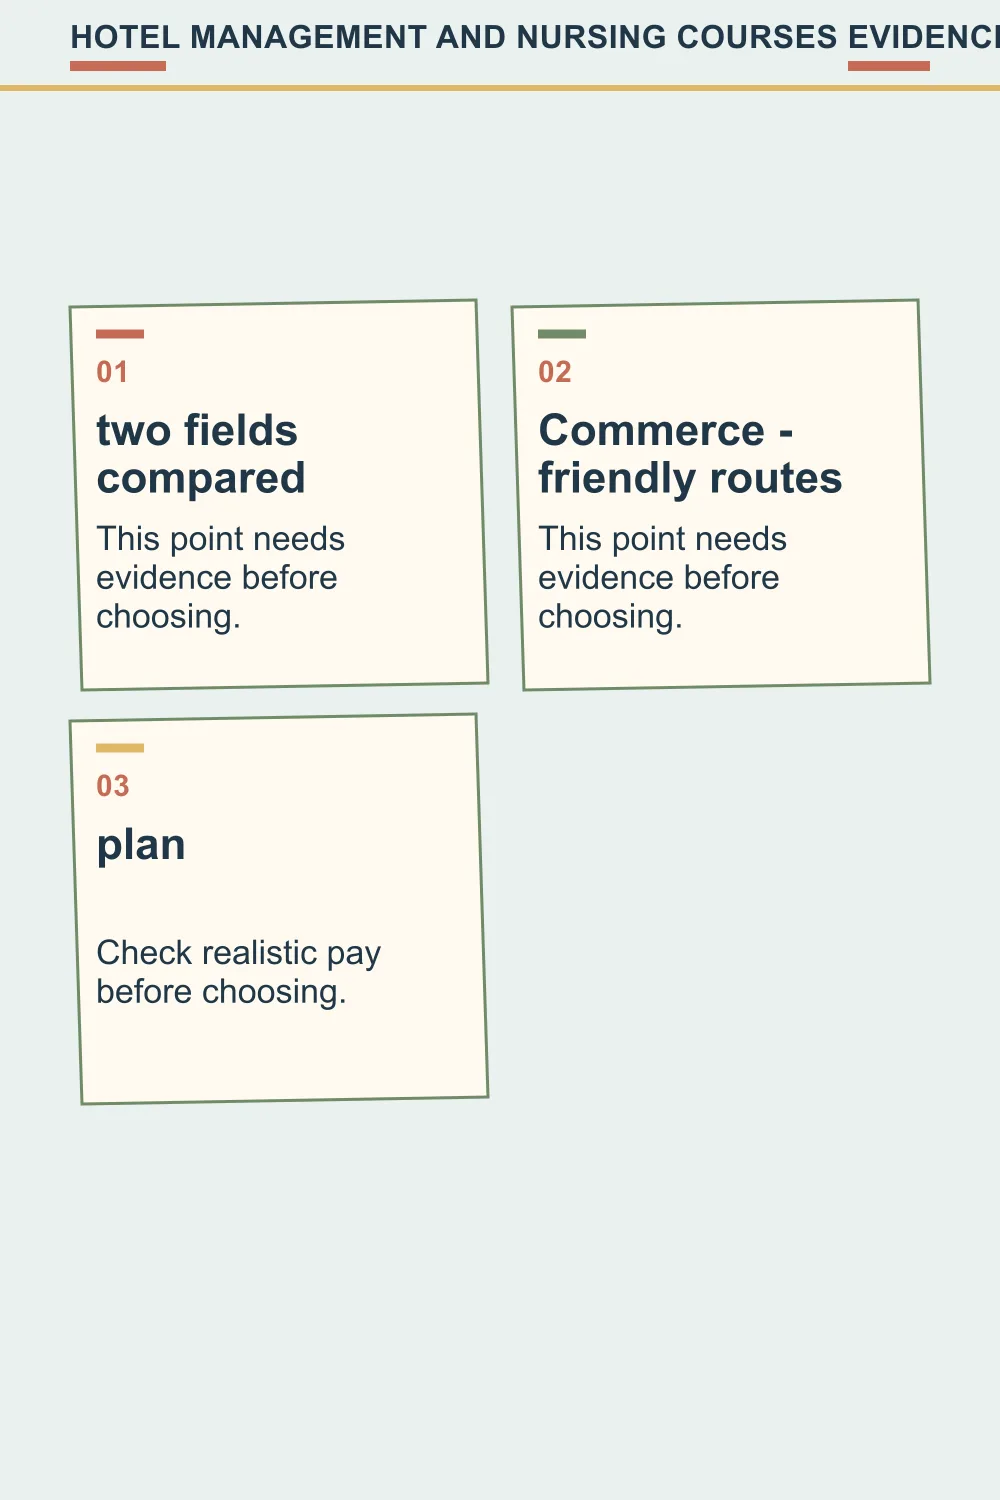 HOTEL MANAGEMENT AND NURSING COURSES
01
two fields
compared
This point needs
evidence before
choosing.
02
Commerce -
friendly routes
This point needs
evidence before
choosing.
03
plan
Check realistic pay
before choosing.